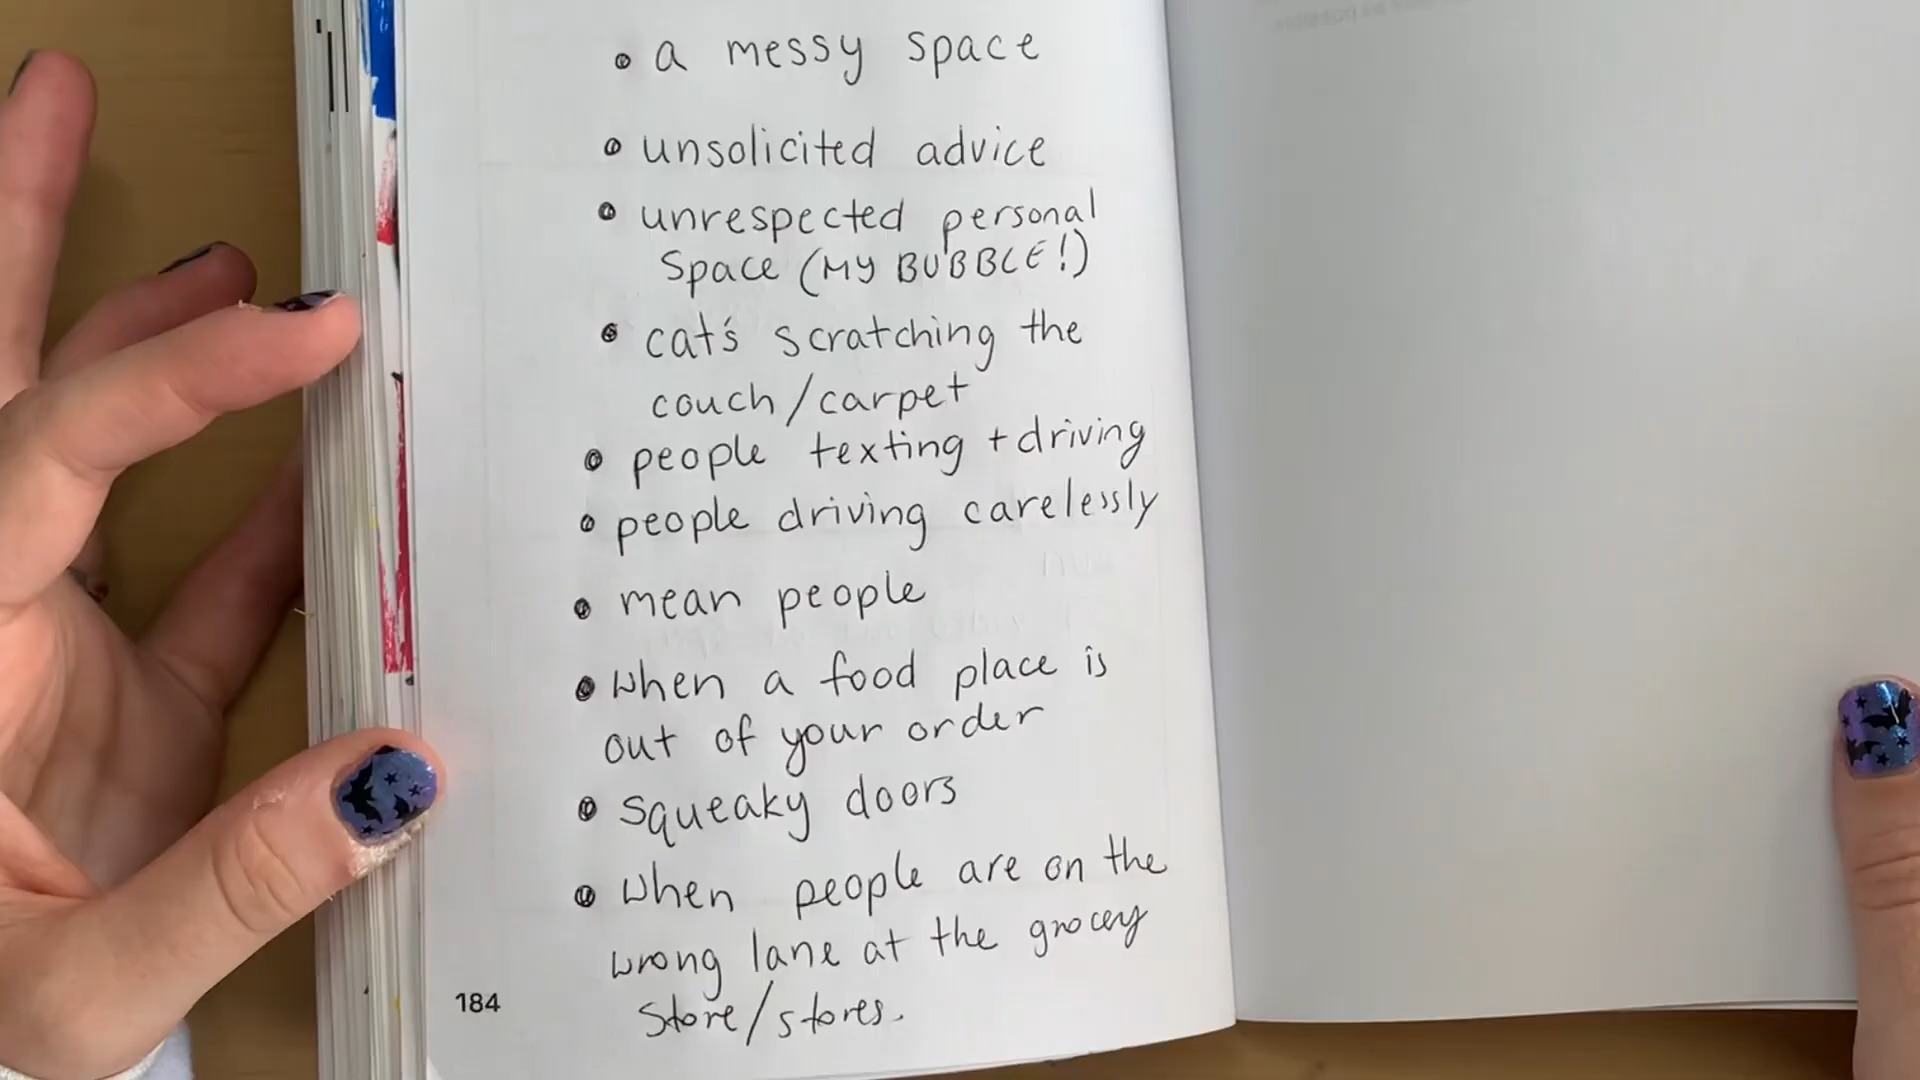 • a messy space
• unsolicited advice
• unrespected personal
space (MY BUBBLE!)
• cat's scratching the
couch/carpet
• people texting + driving
• people driving carelessly
• mean people
• when a food place is
out of your order
• squeaky doors
• when people are on the
wrong lane at the grocery
store/stores.
184